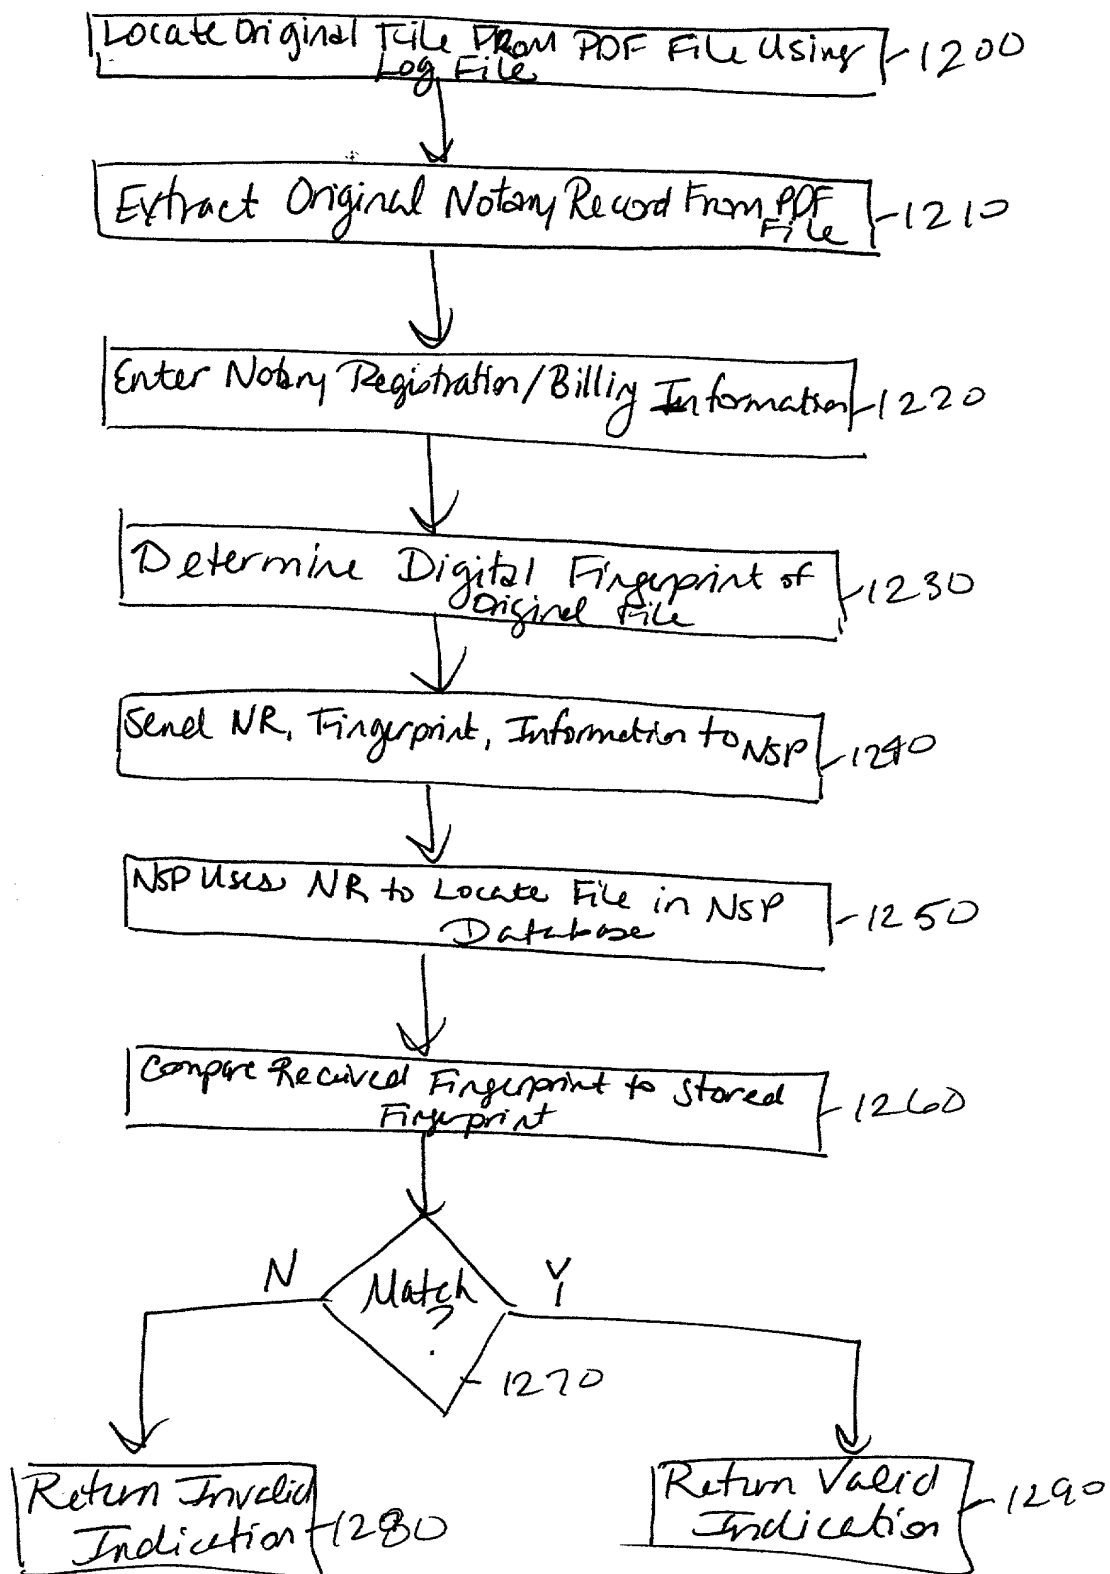 Locate Original File From PDF File Using 1200
Log File
Extract Original Notary Record From PDF 1210
File
Enter Notary Registration/Billing Information 1220
Determine Digital Fingerprint of 1230
Original File
Send NR, Fingerprint, Information to NSP 1240
NSP Uses NR to Locate File in NSP 1250
Database
Compare Received Fingerprint to Stored 1260
Fingerprint
N
Y
Match
?
1270
Return Invalid
Indication 1280
Return Valid 1290
Indication